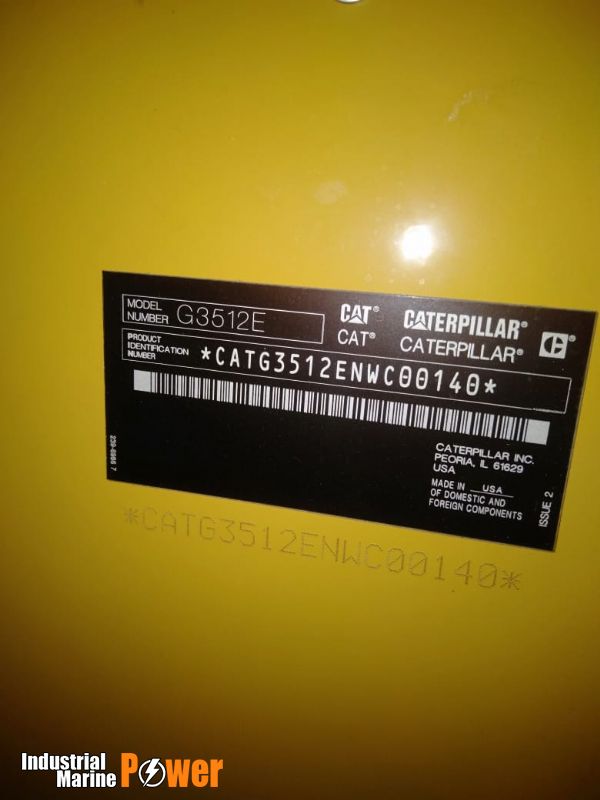 MODEL NUMBER G3512E
CAT® CATERPILLAR®
CAT® CATERPILLAR®
PRODUCT IDENTIFICATION NUMBER *CATG3512ENWC00140*
CATERPILLAR INC.
PEORIA, IL 61629
USA
MADE IN USA
OF DOMESTIC AND
FOREIGN COMPONENTS
ISSUE 2
*CATG3512ENWC00140*
Industrial
Marine Power